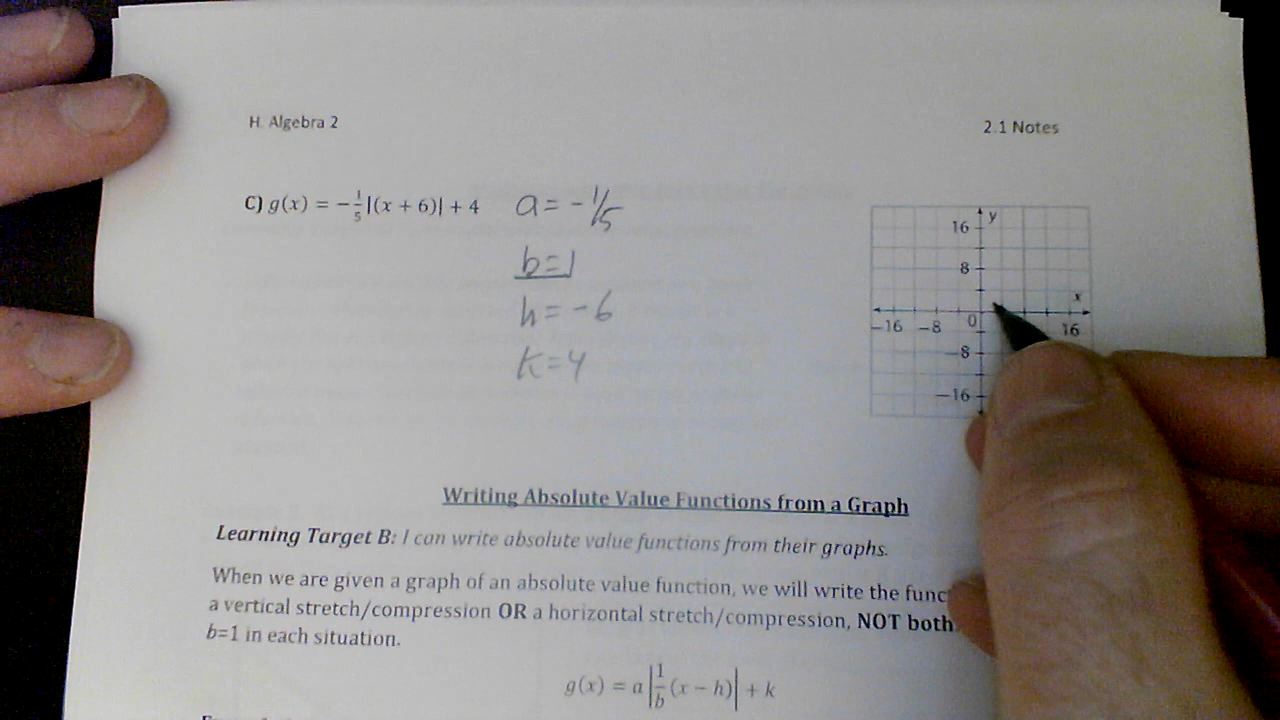 H. Algebra 2
2.1 Notes
C) g(x) = -1/5|(x + 6)| + 4
a = -1/5
b=1
h = -6
k=4
y
16
8
x
-16 -8 0 16
-8
-16
Writing Absolute Value Functions from a Graph
Learning Target B: I can write absolute value functions from their graphs.
When we are given a graph of an absolute value function, we will write the func
a vertical stretch/compression OR a horizontal stretch/compression, NOT both.
b=1 in each situation.
g(x) = a|1/b(x - h)| + k